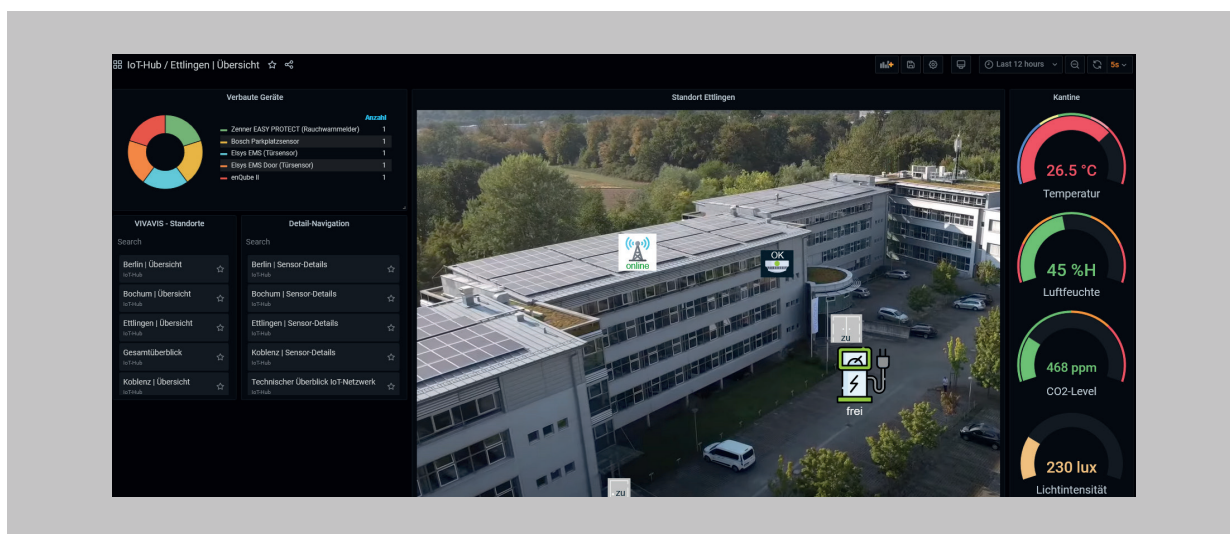 IoT-Hub / Ettlingen | Übersicht
Last 12 hours
5s
Verbaute Geräte
Anzahl
Zenner EASY PROTECT (Rauchwarnmelder) 1
Bosch Parkplatzsensor 1
Elsys EMS (Türsensor) 1
Elsys EMS Door (Türsensor) 1
enQube II 1
VIVAVIS - Standorte
Search
Berlin | Übersicht
IoT-Hub
Bochum | Übersicht
IoT-Hub
Ettlingen | Übersicht
IoT-Hub
Gesamtüberblick
IoT-Hub
Koblenz | Übersicht
IoT-Hub
Detail-Navigation
Search
Berlin | Sensor-Details
IoT-Hub
Bochum | Sensor-Details
IoT-Hub
Ettlingen | Sensor-Details
IoT-Hub
Koblenz | Sensor-Details
IoT-Hub
Technischer Überblick IoT-Netzwerk
IoT-Hub
Standort Ettlingen
online
OK
zu
frei
zu
Kantine
26.5 °C
Temperatur
45 %H
Luftfeuchte
468 ppm
CO2-Level
230 lux
Lichtintensität